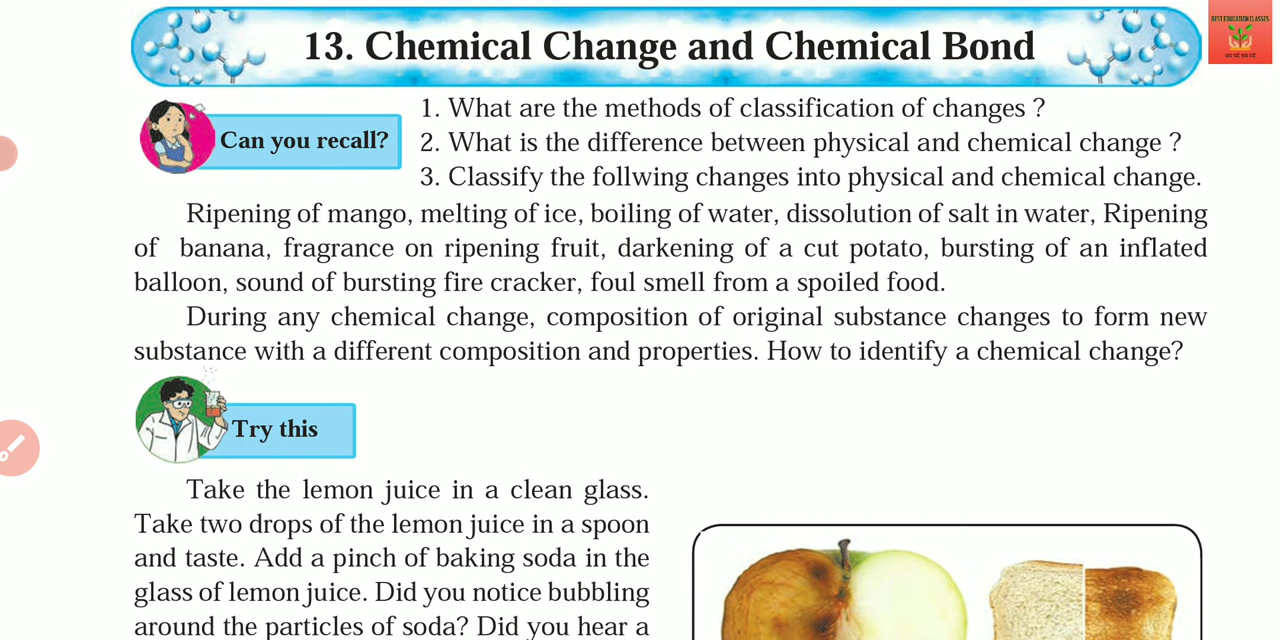 BEST EDUCATION CLASSES
13. Chemical Change and Chemical Bond
Can you recall?
1. What are the methods of classification of changes ?
2. What is the difference between physical and chemical change ?
3. Classify the follwing changes into physical and chemical change.
Ripening of mango, melting of ice, boiling of water, dissolution of salt in water, Ripening
of banana, fragrance on ripening fruit, darkening of a cut potato, bursting of an inflated
balloon, sound of bursting fire cracker, foul smell from a spoiled food.
During any chemical change, composition of original substance changes to form new
substance with a different composition and properties. How to identify a chemical change?
Try this
Take the lemon juice in a clean glass.
Take two drops of the lemon juice in a spoon
and taste. Add a pinch of baking soda in the
glass of lemon juice. Did you notice bubbling
around the particles of soda? Did you hear a